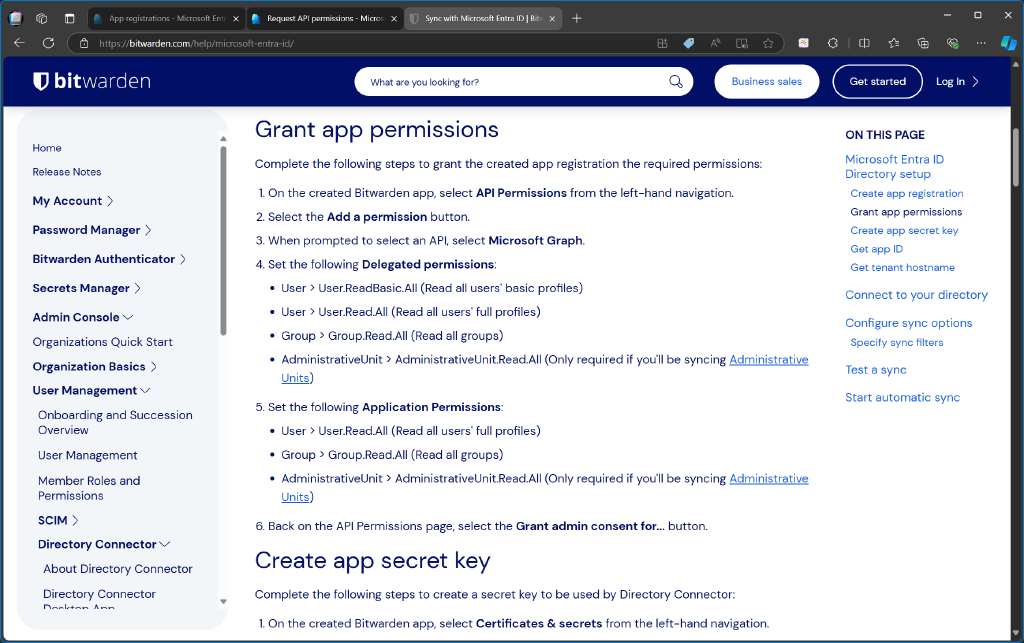 App registrations - Microsoft Ent
Request API permissions - Micros
Sync with Microsoft Entra ID | Bit
https://bitwarden.com/help/microsoft-entra-id/
bitwarden
What are you looking for?
Business sales
Get started
Log In
Home
Release Notes
My Account
Password Manager
Bitwarden Authenticator
Secrets Manager
Admin Console
Organizations Quick Start
Organization Basics
User Management
Onboarding and Succession
Overview
User Management
Member Roles and
Permissions
SCIM
Directory Connector
About Directory Connector
Directory Connector
Desktop App
Grant app permissions
Complete the following steps to grant the created app registration the required permissions:
1. On the created Bitwarden app, select API Permissions from the left-hand navigation.
2. Select the Add a permission button.
3. When prompted to select an API, select Microsoft Graph.
4. Set the following Delegated permissions:
• User > User.ReadBasic.All (Read all users' basic profiles)
• User > User.Read.All (Read all users' full profiles)
• Group > Group.Read.All (Read all groups)
• AdministrativeUnit > AdministrativeUnit.Read.All (Only required if you'll be syncing Administrative
Units)
5. Set the following Application Permissions:
• User > User.Read.All (Read all users' full profiles)
• Group > Group.Read.All (Read all groups)
• AdministrativeUnit > AdministrativeUnit.Read.All (Only required if you'll be syncing Administrative
Units)
6. Back on the API Permissions page, select the Grant admin consent for... button.
Create app secret key
Complete the following steps to create a secret key to be used by Directory Connector:
1. On the created Bitwarden app, select Certificates & secrets from the left-hand navigation.
ON THIS PAGE
Microsoft Entra ID
Directory setup
Create app registration
Grant app permissions
Create app secret key
Get app ID
Get tenant hostname
Connect to your directory
Configure sync options
Specify sync filters
Test a sync
Start automatic sync